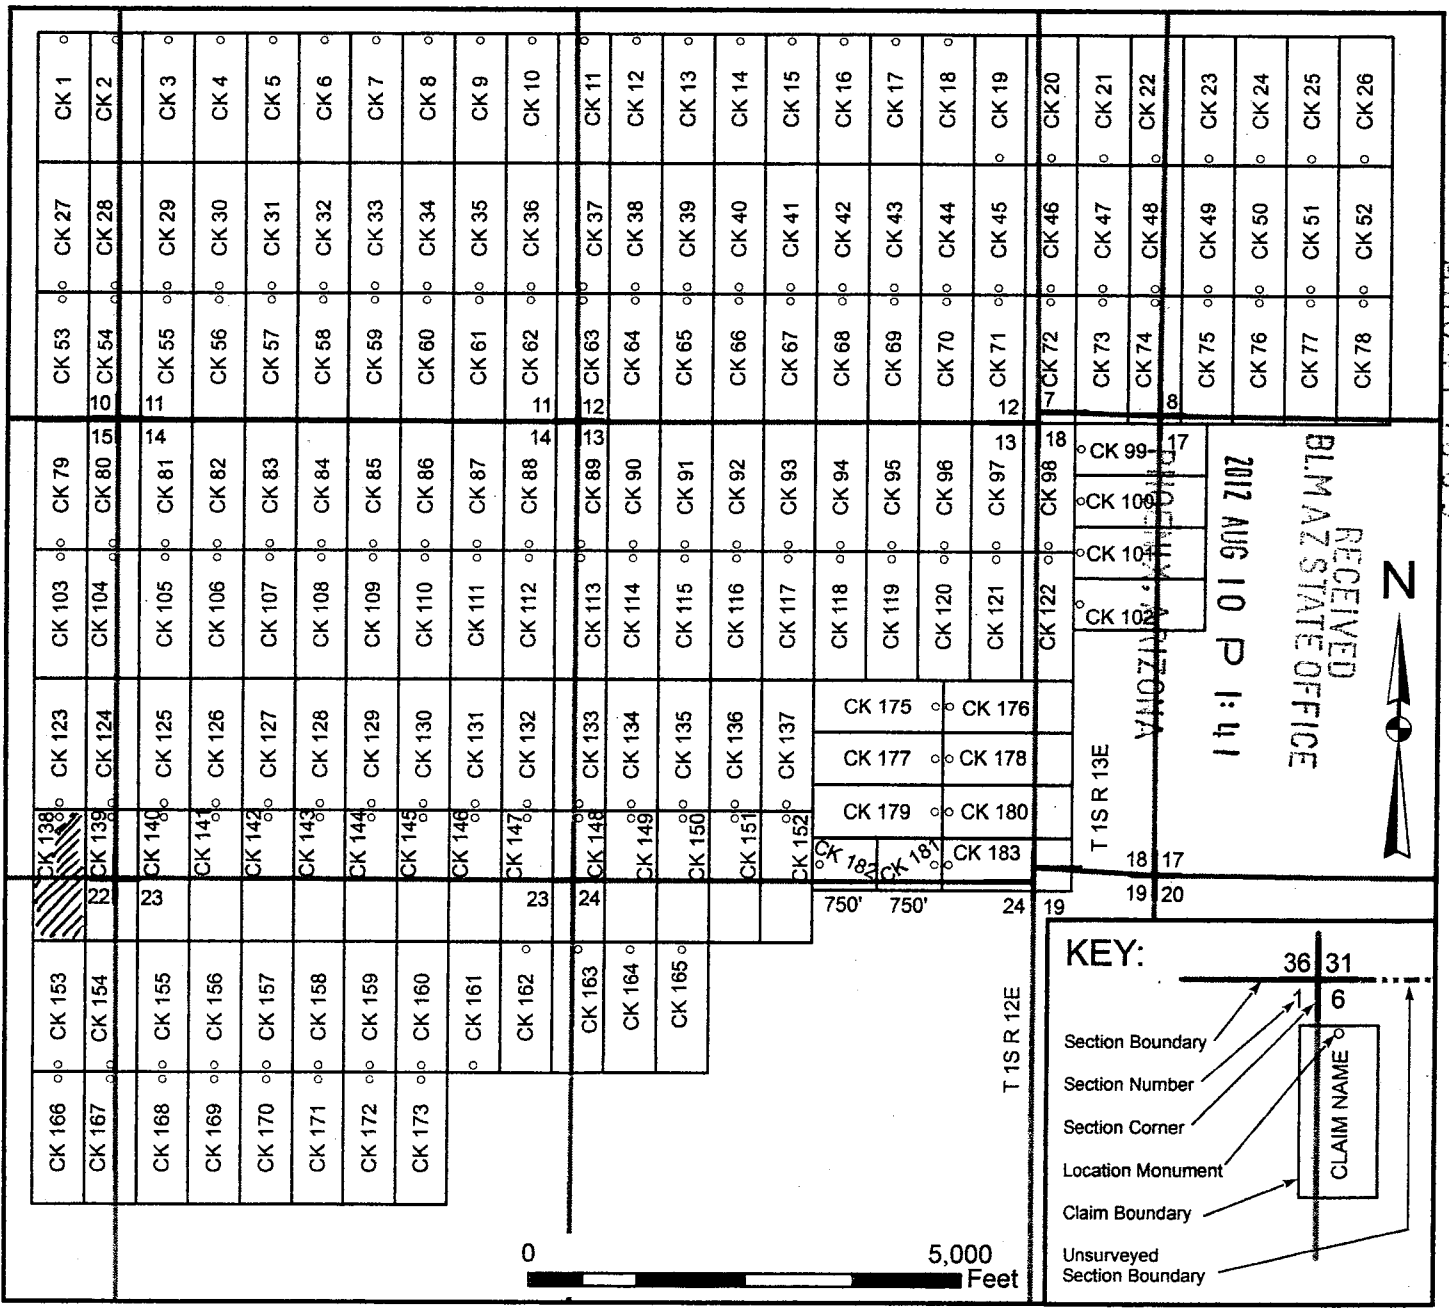 CK 1 CK 2 CK 3 CK 4 CK 5 CK 6 CK 7 CK 8 CK 9 CK 10 CK 11 CK 12 CK 13 CK 14 CK 15 CK 16 CK 17 CK 18 CK 19 CK 20 CK 21 CK 22 CK 23 CK 24 CK 25 CK 26
CK 27 CK 28 CK 29 CK 30 CK 31 CK 32 CK 33 CK 34 CK 35 CK 36 CK 37 CK 38 CK 39 CK 40 CK 41 CK 42 CK 43 CK 44 CK 45 CK 46 CK 47 CK 48 CK 49 CK 50 CK 51 CK 52
CK 53 CK 54 CK 55 CK 56 CK 57 CK 58 CK 59 CK 60 CK 61 CK 62 CK 63 CK 64 CK 65 CK 66 CK 67 CK 68 CK 69 CK 70 CK 71 CK 72 CK 73 CK 74 CK 75 CK 76 CK 77 CK 78
10 11 11 12 12 7 8
15 14 14 13 13 18 17
CK 79 CK 80 CK 81 CK 82 CK 83 CK 84 CK 85 CK 86 CK 87 CK 88 CK 89 CK 90 CK 91 CK 92 CK 93 CK 94 CK 95 CK 96 CK 97 CK 98
CK 99
CK 100
CK 101
CK 102
CK 103 CK 104 CK 105 CK 106 CK 107 CK 108 CK 109 CK 110 CK 111 CK 112 CK 113 CK 114 CK 115 CK 116 CK 117 CK 118 CK 119 CK 120 CK 121 CK 122
RECEIVED
BLM AZ STATE OFFICE
2012 AUG 10 P 1:41
PHOENIX, ARIZONA
N
CK 123 CK 124 CK 125 CK 126 CK 127 CK 128 CK 129 CK 130 CK 131 CK 132 CK 133 CK 134 CK 135 CK 136 CK 137
CK 175 CK 176
CK 177 CK 178
CK 179 CK 180
CK 182 CK 181 CK 183
T 1S R 13E
CK 138 CK 139 CK 140 CK 141 CK 142 CK 143 CK 144 CK 145 CK 146 CK 147 CK 148 CK 149 CK 150 CK 151 CK 152
18 17
22 23 23 24 750' 750' 24 19 19 20
CK 153 CK 154 CK 155 CK 156 CK 157 CK 158 CK 159 CK 160 CK 161 CK 162 CK 163 CK 164 CK 165
T 1S R 12E
CK 166 CK 167 CK 168 CK 169 CK 170 CK 171 CK 172 CK 173
0 5,000
Feet
KEY:
36 31
1 6
Section Boundary
Section Number
Section Corner
Location Monument
Claim Boundary
Unsurveyed
Section Boundary
CLAIM NAME